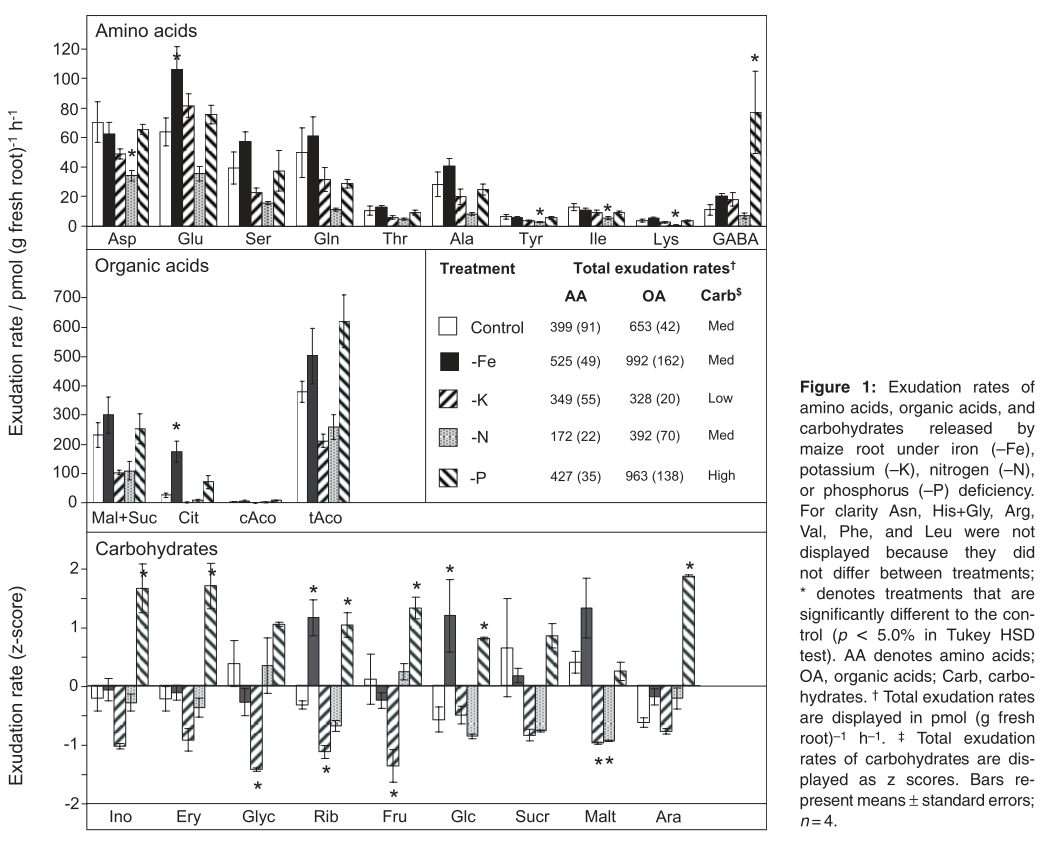 Amino acids
120
100
80
60
40
20
0
*
*
*
*
*
*
Asp Glu Ser Gln Thr Ala Tyr Ile Lys GABA
Exudation rate / pmol (g fresh root)⁻¹ h⁻¹
Organic acids
700
600
500
400
300
200
100
0
*
Mal+Suc Cit cAco tAco
Treatment Total exudation rates†
AA OA Carb$
Control 399 (91) 653 (42) Med
-Fe 525 (49) 992 (162) Med
-K 349 (55) 328 (20) Low
-N 172 (22) 392 (70) Med
-P 427 (35) 963 (138) High
Carbohydrates
Exudation rate (z-score)
2
1
0
-1
-2
*
*
*
*
*
*
*
*
*
*
*
**
Ino Ery Glyc Rib Fru Glc Sucr Malt Ara
Figure 1: Exudation rates of
amino acids, organic acids, and
carbohydrates released by
maize root under iron (–Fe),
potassium (–K), nitrogen (–N),
or phosphorus (–P) deficiency.
For clarity Asn, His+Gly, Arg,
Val, Phe, and Leu were not
displayed because they did
not differ between treatments;
* denotes treatments that are
significantly different to the con-
trol (p < 5.0% in Tukey HSD
test). AA denotes amino acids;
OA, organic acids; Carb, carbo-
hydrates. † Total exudation rates
are displayed in pmol (g fresh
root)–1 h–1. ‡ Total exudation
rates of carbohydrates are dis-
played as z scores. Bars re-
present means ± standard errors;
n = 4.